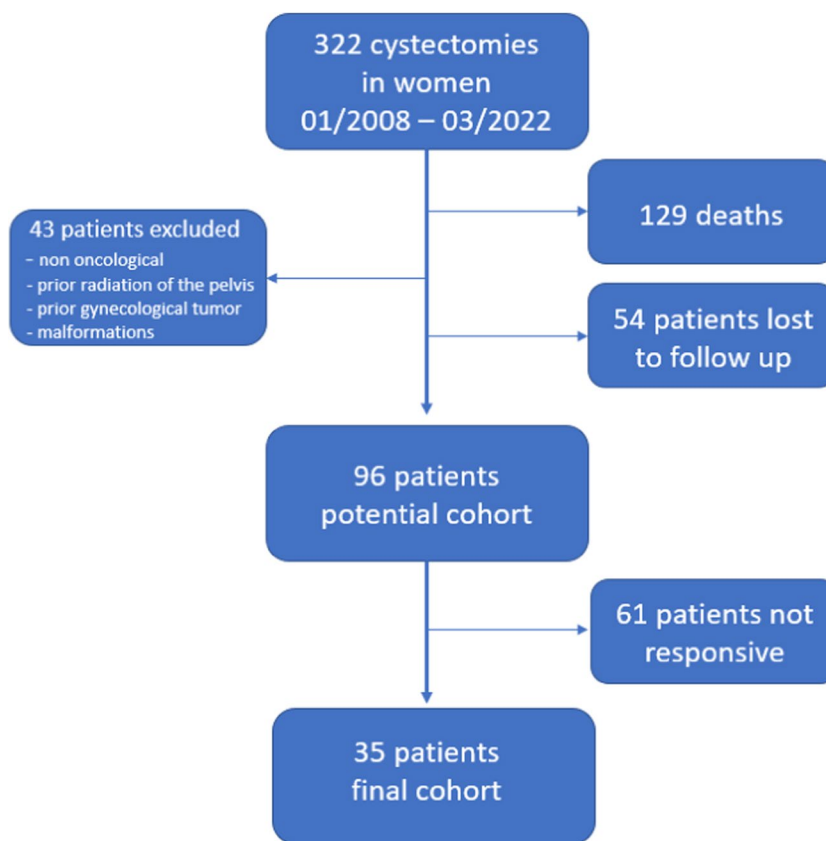 322 cystectomies
in women
01/2008 – 03/2022
129 deaths
43 patients excluded
- non oncological
- prior radiation of the pelvis
- prior gynecological tumor
- malformations
54 patients lost
to follow up
96 patients
potential cohort
61 patients not
responsive
35 patients
final cohort